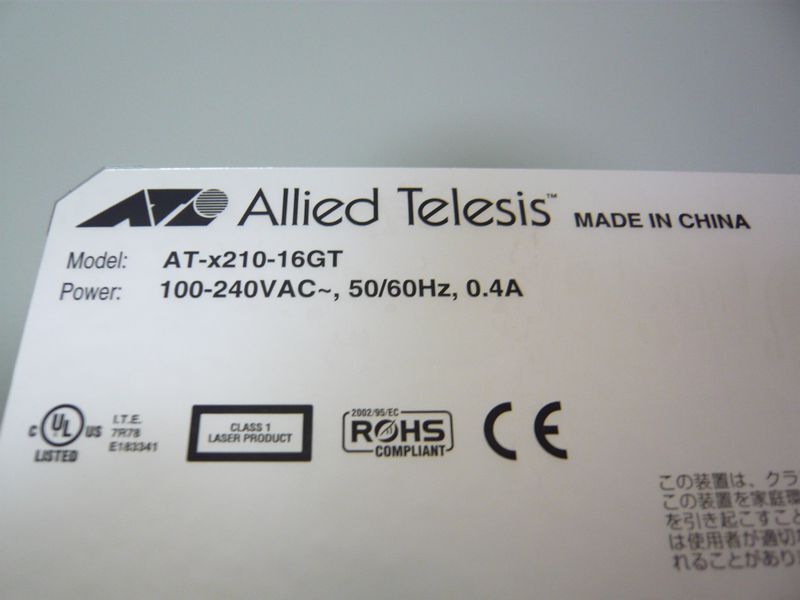 Allied Telesis™ MADE IN CHINA
Model: AT-x210-16GT
Power: 100-240VAC~, 50/60Hz, 0.4A
c UL US LISTED
I.T.E.
7R78
E183341
CLASS 1
LASER PRODUCT
2002/95/EC
ROHS
COMPLIANT
CE
この装置は、クラ
この装置を家庭環
を引き起こすこと
は使用者が適切な
れることがあり